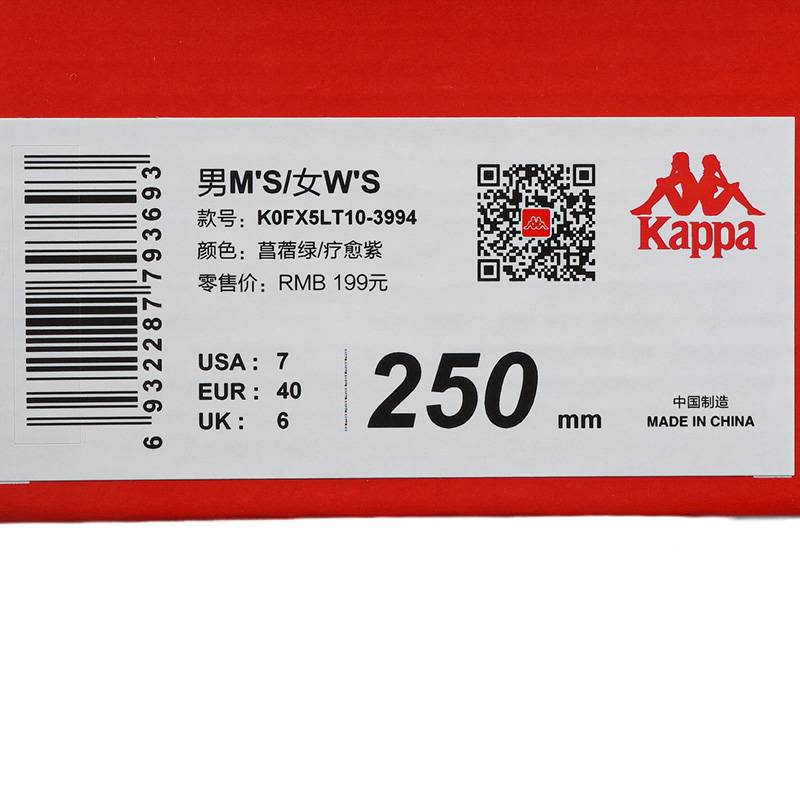 男M'S/女W'S
款号：K0FX5LT10-3994
颜色：菖蓓绿/疗愈紫
零售价：RMB 199元
USA : 7
EUR : 40
UK : 6
250 mm
Kappa
中国制造
MADE IN CHINA
6 932287 793693